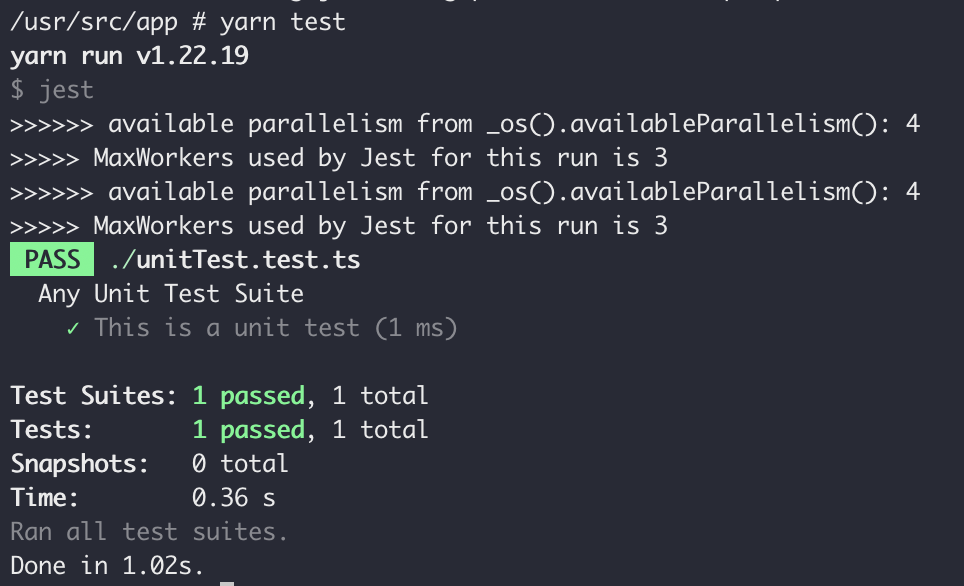 /usr/src/app # yarn test
yarn run v1.22.19
$ jest
>>>>>> available parallelism from _os().availableParallelism(): 4
>>>>> MaxWorkers used by Jest for this run is 3
>>>>>> available parallelism from _os().availableParallelism(): 4
>>>>> MaxWorkers used by Jest for this run is 3
PASS ./unitTest.test.ts
Any Unit Test Suite
✓ This is a unit test (1 ms)
Test Suites: 1 passed, 1 total
Tests: 1 passed, 1 total
Snapshots: 0 total
Time: 0.36 s
Ran all test suites.
Done in 1.02s.